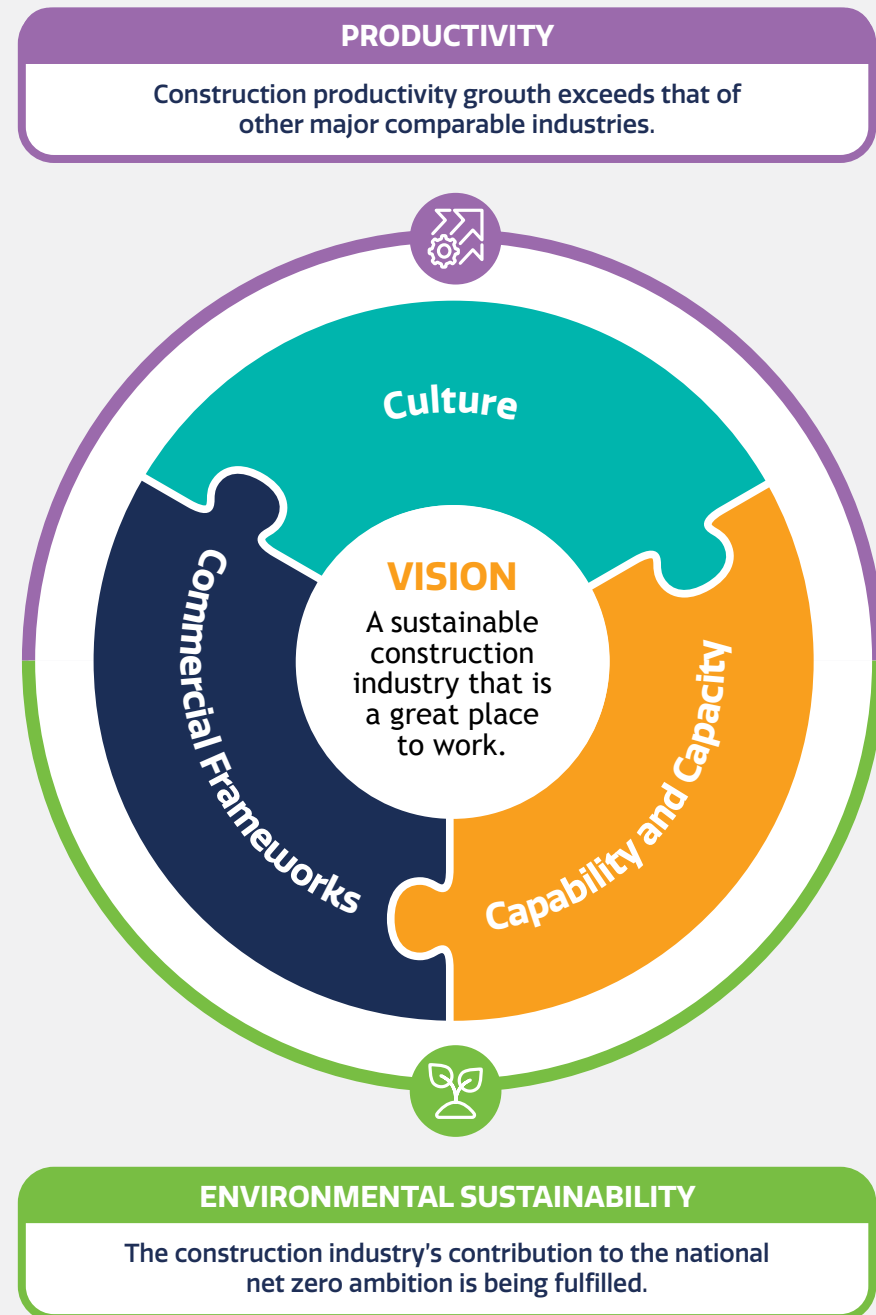 PRODUCTIVITY
Construction productivity growth exceeds that of
other major comparable industries.
Culture
Commercial Frameworks
VISION
A sustainable
construction
industry that is
a great place
to work.
Capability and Capacity
ENVIRONMENTAL SUSTAINABILITY
The construction industry’s contribution to the national
net zero ambition is being fulfilled.